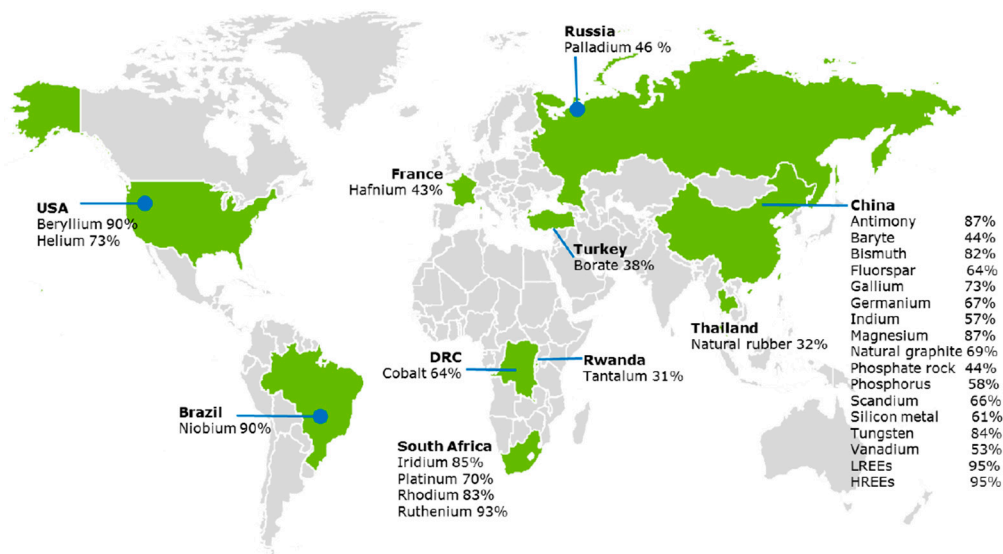 Russia
Palladium 46 %
France
Hafnium 43%
USA
Beryllium 90%
Helium 73%
Turkey
Borate 38%
China
Antimony 87%
Baryte 44%
Bismuth 82%
Fluorspar 64%
Gallium 73%
Germanium 67%
Indium 57%
Magnesium 87%
Natural graphite 69%
Phosphate rock 44%
Phosphorus 58%
Scandium 66%
Silicon metal 61%
Tungsten 84%
Vanadium 53%
LREEs 95%
HREEs 95%
Thailand
Natural rubber 32%
DRC
Cobalt 64%
Rwanda
Tantalum 31%
Brazil
Niobium 90%
South Africa
Iridium 85%
Platinum 70%
Rhodium 83%
Ruthenium 93%